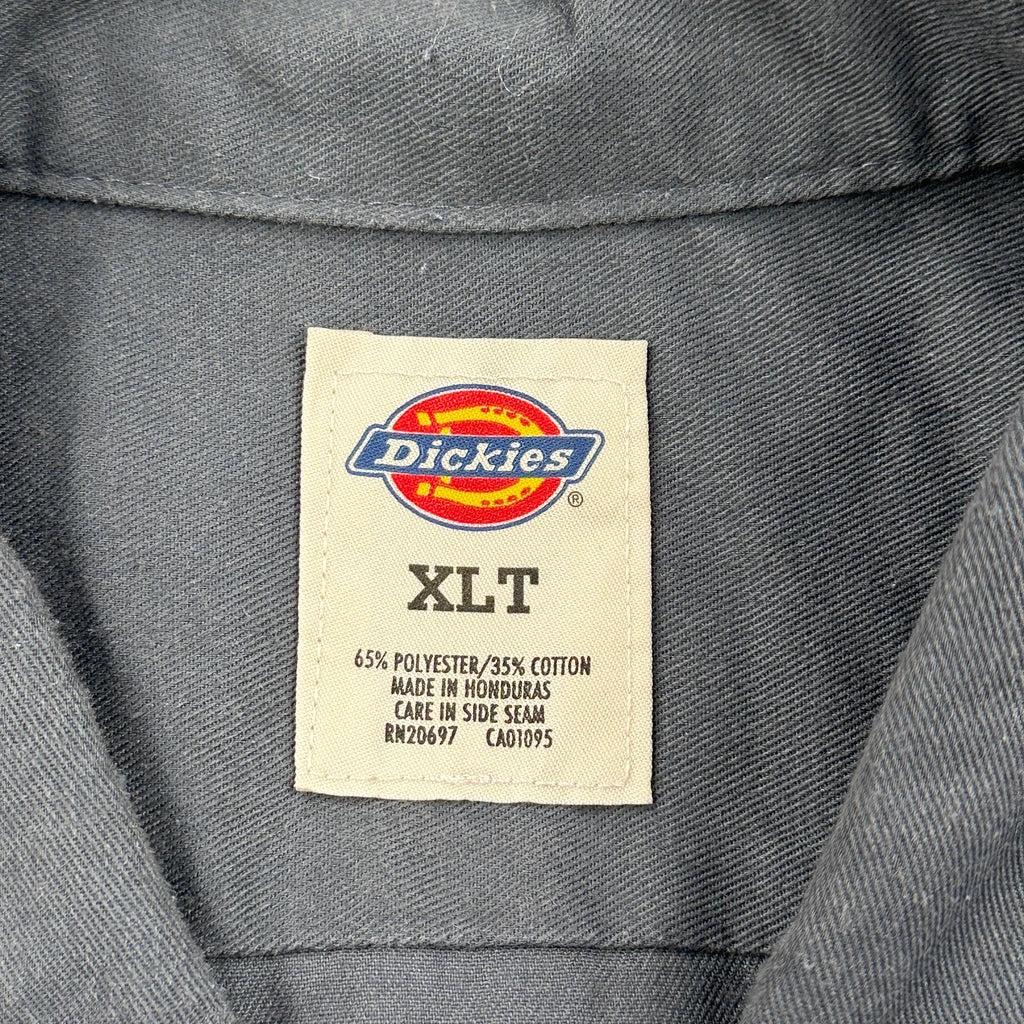 Dickies
®
XLT
65% POLYESTER/35% COTTON
MADE IN HONDURAS
CARE IN SIDE SEAM
RN20697 CA01095